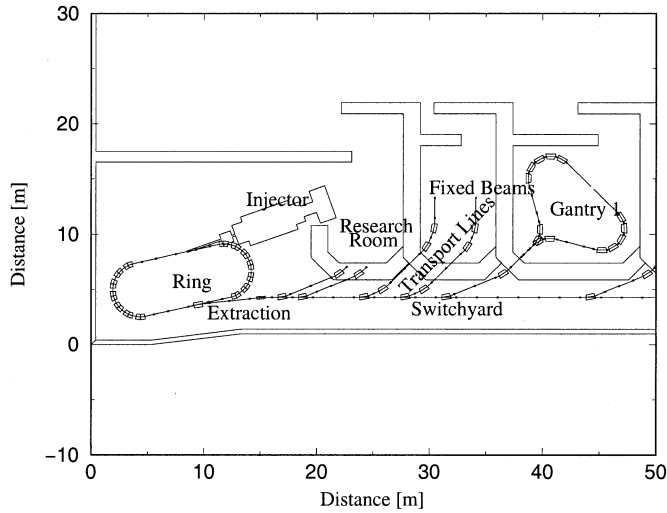 30
20
10
0
−10
Distance [m]
Injector
Fixed Beams
Research
Room
Gantry 1
Transport Lines
Ring
Extraction
Switchyard
0
10
20
30
40
50
Distance [m]